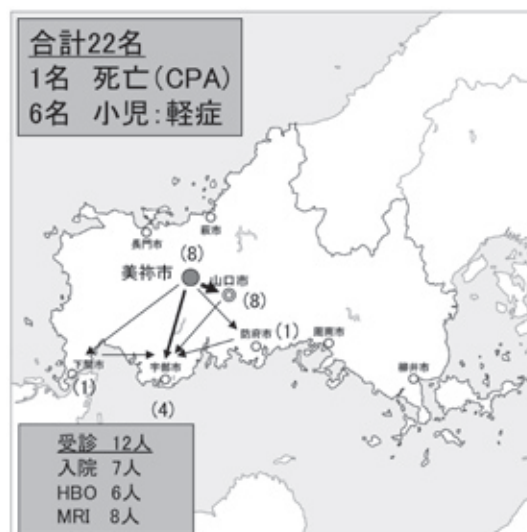 合計22名
1名 死亡(CPA)
6名 小児:軽症
萩市
長門市
(8)
美祢市
山口市
(8)
防府市
(1)
周南市
下関市
(1)
宇部市
(4)
柳井市
受診 12人
入院 7人
HBO 6人
MRI 8人